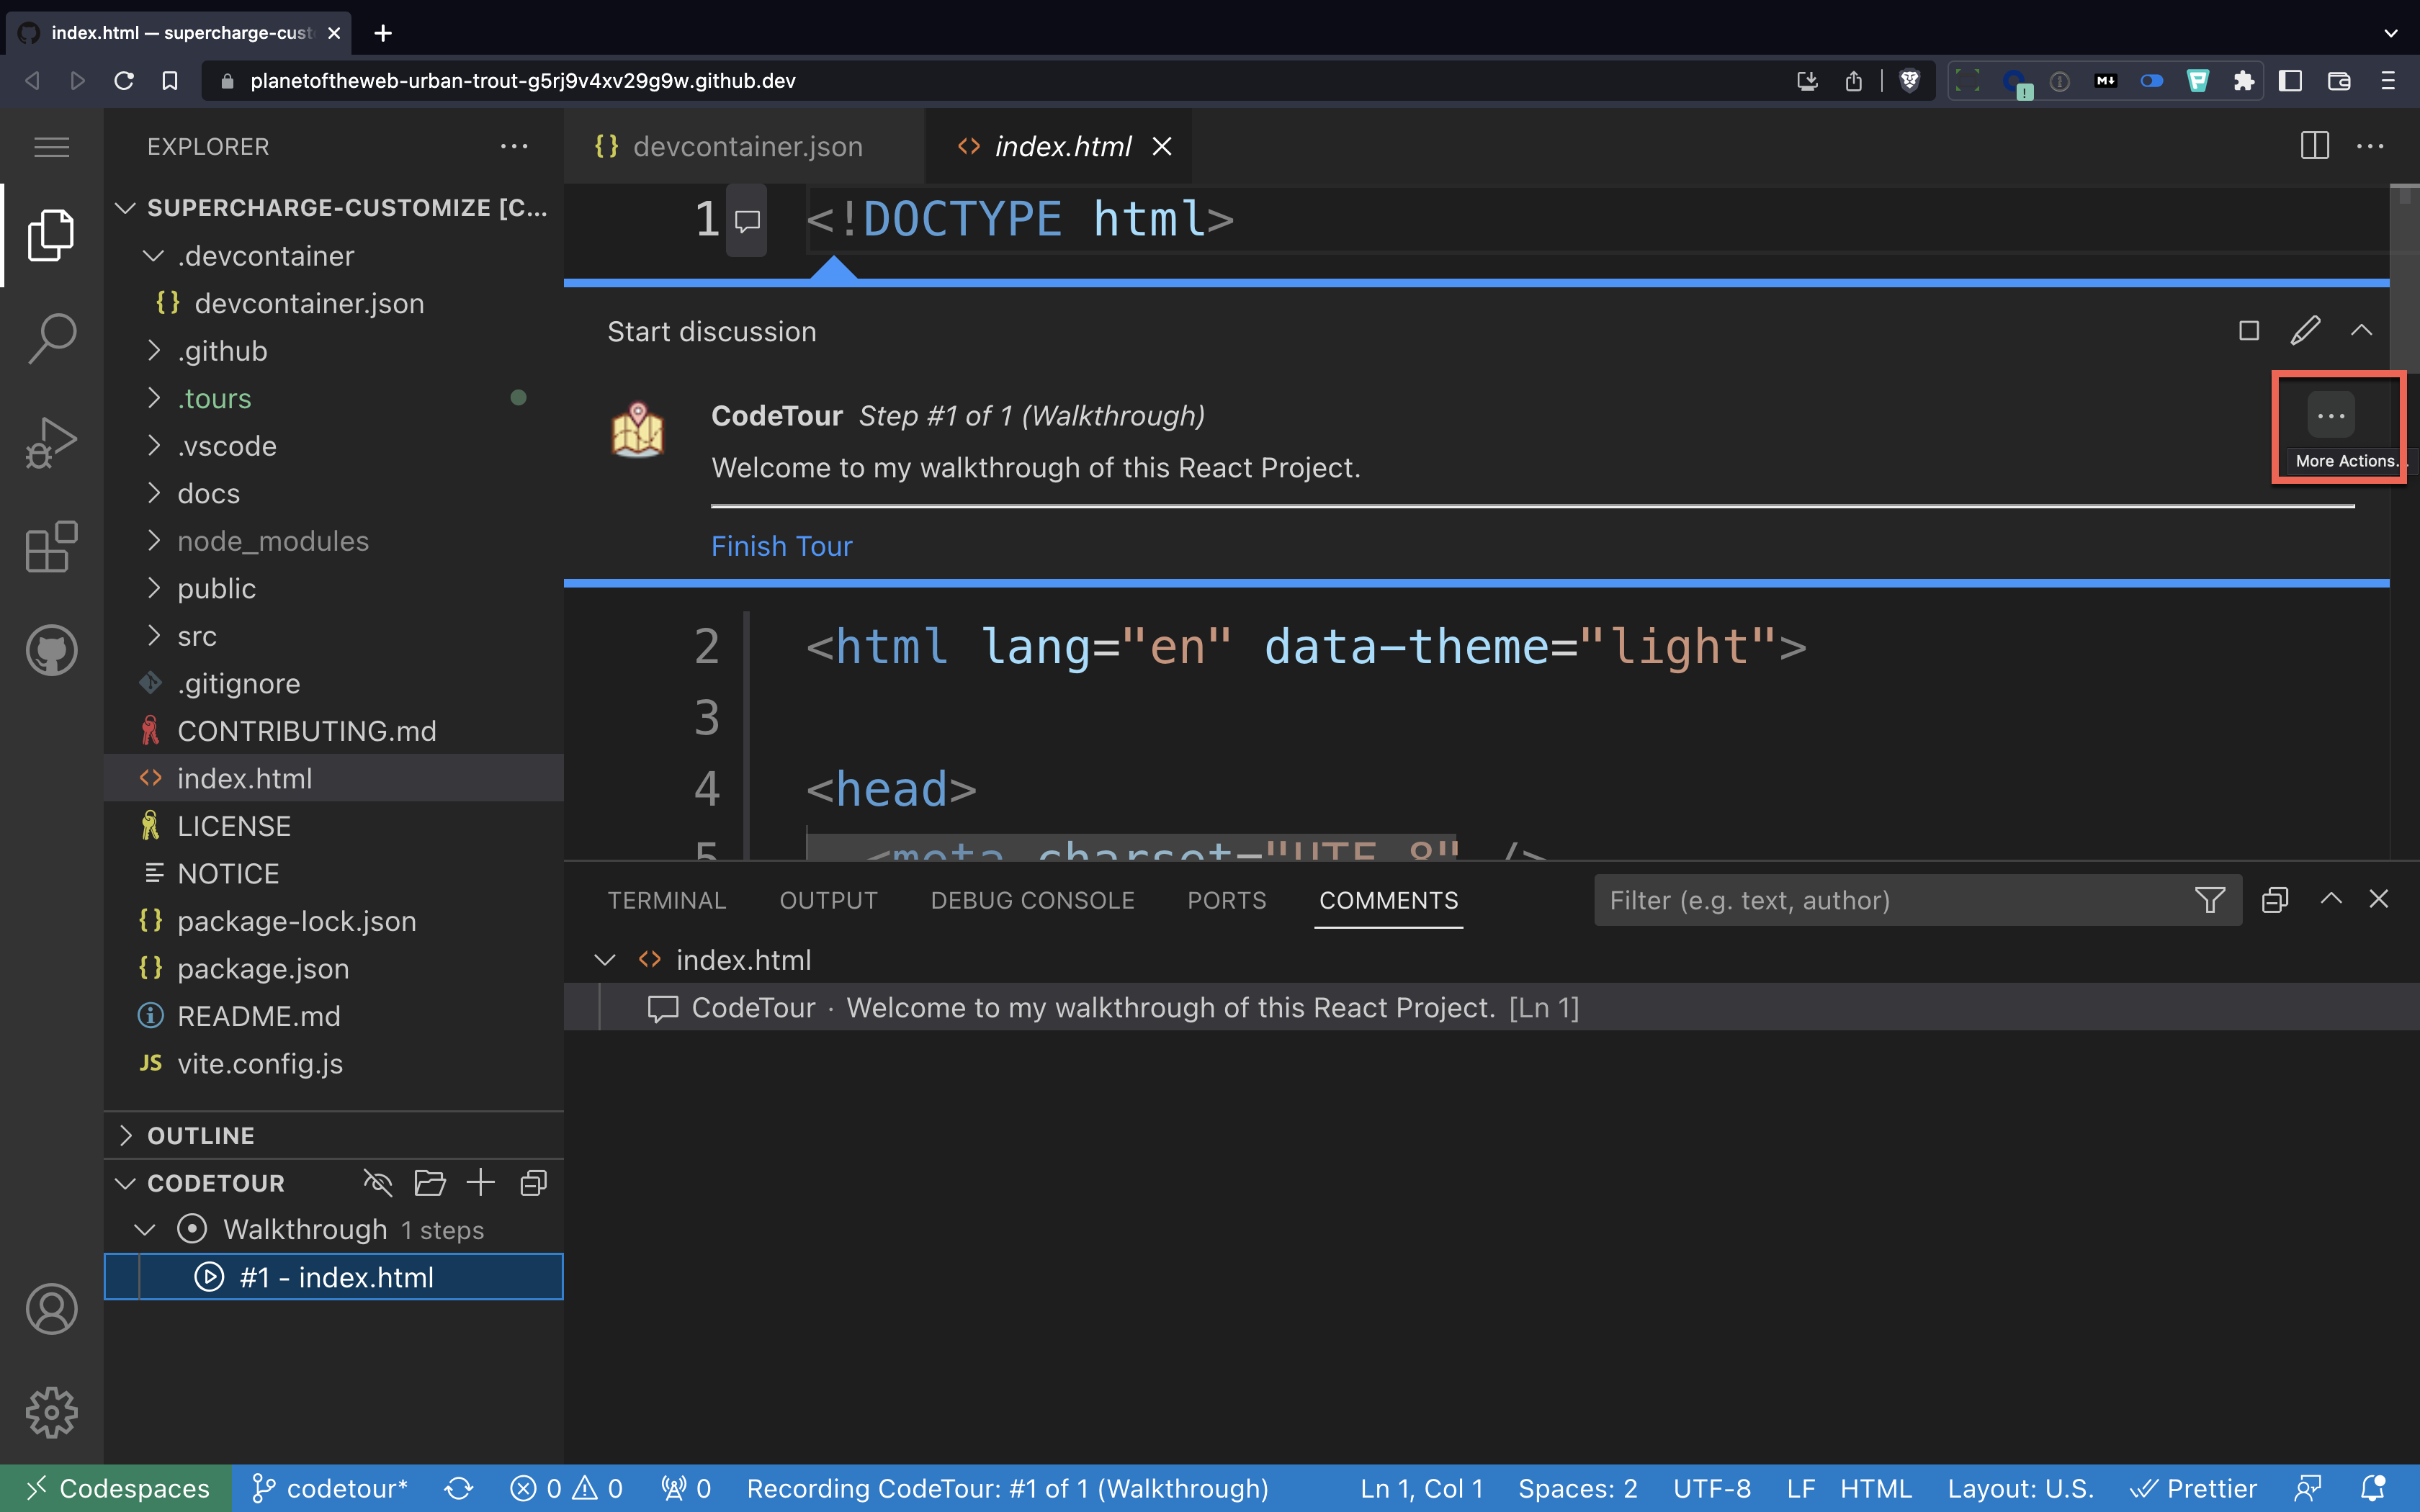 index.html — supercharge-cust
planetoftheweb-urban-trout-g5rj9v4xv29g9w.github.dev
EXPLORER
SUPERCHARGE-CUSTOMIZE [C...
.devcontainer
{} devcontainer.json
.github
.tours
.vscode
docs
node_modules
public
src
.gitignore
CONTRIBUTING.md
<> index.html
LICENSE
NOTICE
{} package-lock.json
{} package.json
README.md
JS vite.config.js
OUTLINE
CODETOUR
Walkthrough 1 steps
#1 - index.html
{} devcontainer.json
<> index.html
1 <!DOCTYPE html>
Start discussion
CodeTour Step #1 of 1 (Walkthrough)
Welcome to my walkthrough of this React Project.
More Actions...
Finish Tour
2 <html lang="en" data-theme="light">
3
4 <head>
5 <meta charset="UTF-8" />
TERMINAL OUTPUT DEBUG CONSOLE PORTS COMMENTS
Filter (e.g. text, author)
<> index.html
CodeTour · Welcome to my walkthrough of this React Project. [Ln 1]
Codespaces codetour* 0 0 0 Recording CodeTour: #1 of 1 (Walkthrough) Ln 1, Col 1 Spaces: 2 UTF-8 LF HTML Layout: U.S. Prettier